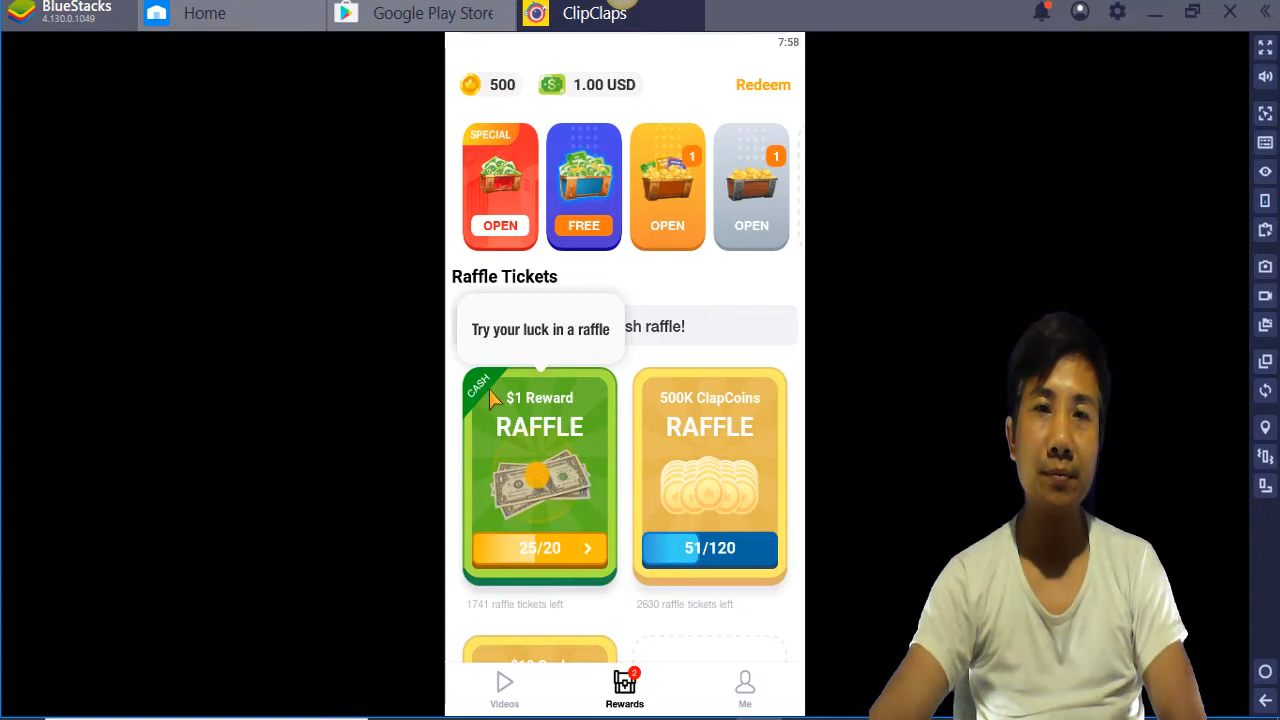 BlueStacks
4.130.0.1049
Home
Google Play Store
ClipClaps
7:58
500
1.00 USD
Redeem
SPECIAL
OPEN
FREE
1
OPEN
1
OPEN
Raffle Tickets
Try your luck in a raffle
sh raffle!
CASH
$1 Reward
RAFFLE
25/20
1741 raffle tickets left
500K ClapCoins
RAFFLE
51/120
2630 raffle tickets left
Videos
2
Rewards
Me